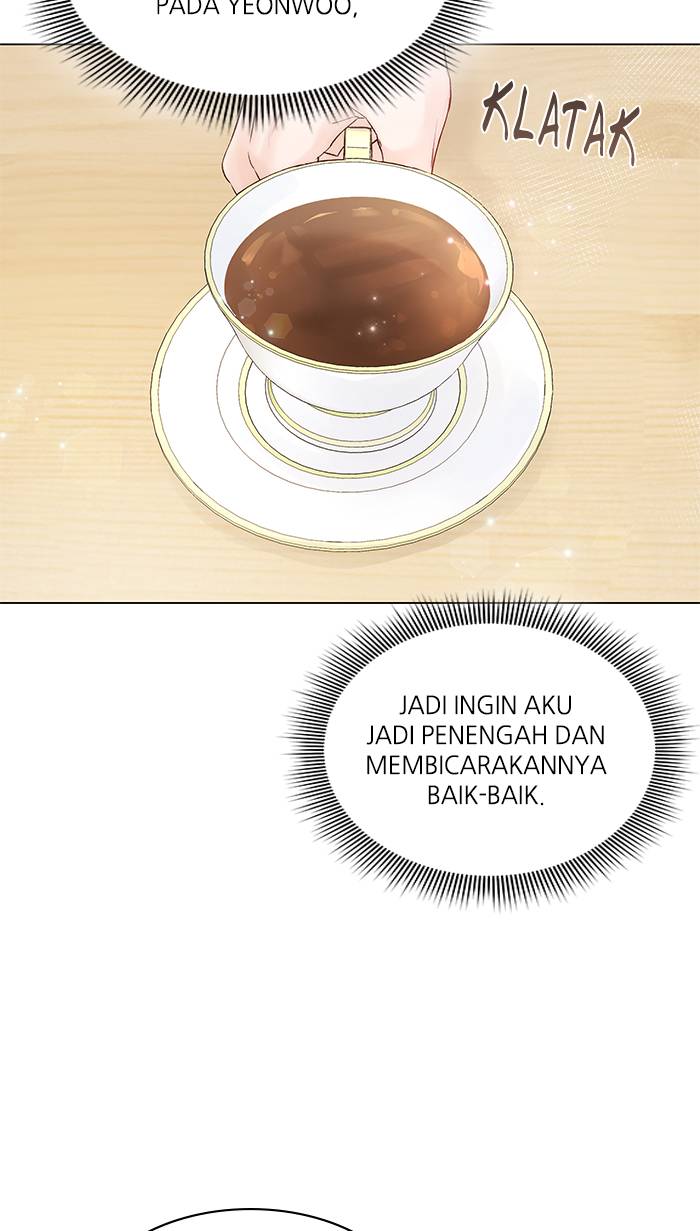 PADA YEONWOO,
KLATAK
JADI INGIN AKU
JADI PENENGAH DAN
MEMBICARAKANNYA
BAIK-BAIK.